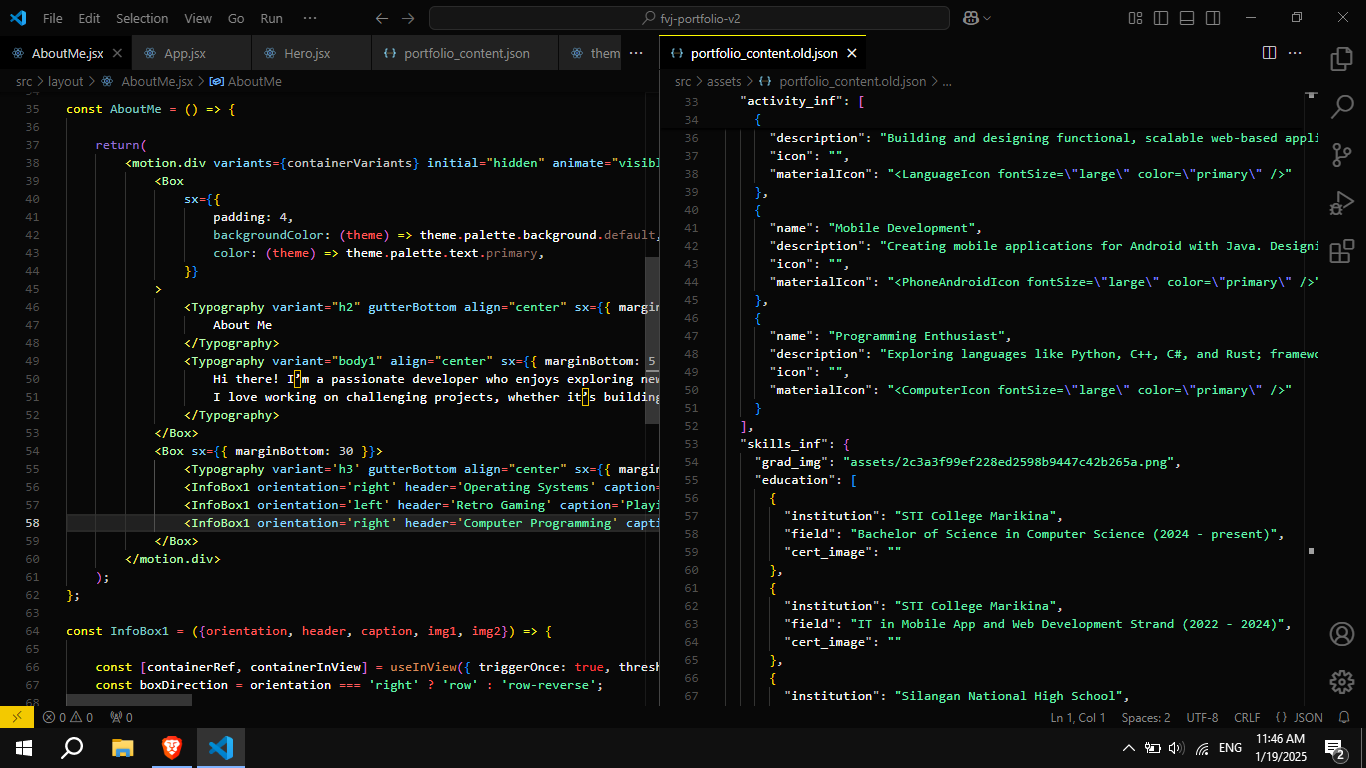 File Edit Selection View Go Run ··· fvj-portfolio-v2
AboutMe.jsx App.jsx Hero.jsx portfolio_content.json them ···
src > layout > AboutMe.jsx > AboutMe
34
35 const AboutMe = () => {
36
37 return(
38 <motion.div variants={containerVariants} initial="hidden" animate="visibl
39 <Box
40 sx={{
41 padding: 4,
42 backgroundColor: (theme) => theme.palette.background.default,
43 color: (theme) => theme.palette.text.primary,
44 }}
45 >
46 <Typography variant="h2" gutterBottom align="center" sx={{ margin
47 About Me
48 </Typography>
49 <Typography variant="body1" align="center" sx={{ marginBottom: 5
50 Hi there! I’m a passionate developer who enjoys exploring new
51 I love working on challenging projects, whether it’s building
52 </Typography>
53 </Box>
54 <Box sx={{ marginBottom: 30 }}>
55 <Typography variant='h3' gutterBottom align="center" sx={{ margin
56 <InfoBox1 orientation='right' header='Operating Systems' caption=
57 <InfoBox1 orientation='left' header='Retro Gaming' caption='Playi
58 <InfoBox1 orientation='right' header='Computer Programming' capti
59 </Box>
60 </motion.div>
61 );
62 };
63
64 const InfoBox1 = ({orientation, header, caption, img1, img2}) => {
65
66 const [containerRef, containerInView] = useInView({ triggerOnce: true, thresh
67 const boxDirection = orientation === 'right' ? 'row' : 'row-reverse';
68
portfolio_content.old.json
src > assets > portfolio_content.old.json > ...
33 "activity_inf": [
34 {
36 "description": "Building and designing functional, scalable web-based appli
37 "icon": "",
38 "materialIcon": "<LanguageIcon fontSize=\"large\" color=\"primary\" />"
39 },
40 {
41 "name": "Mobile Development",
42 "description": "Creating mobile applications for Android with Java. Designi
43 "icon": "",
44 "materialIcon": "<PhoneAndroidIcon fontSize=\"large\" color=\"primary\" />"
45 },
46 {
47 "name": "Programming Enthusiast",
48 "description": "Exploring languages like Python, C++, C#, and Rust; framewo
49 "icon": "",
50 "materialIcon": "<ComputerIcon fontSize=\"large\" color=\"primary\" />"
51 }
52 ],
53 "skills_inf": {
54 "grad_img": "assets/2c3a3f99ef228ed2598b9447c42b265a.png",
55 "education": [
56 {
57 "institution": "STI College Marikina",
58 "field": "Bachelor of Science in Computer Science (2024 - present)",
59 "cert_image": ""
60 },
61 {
62 "institution": "STI College Marikina",
63 "field": "IT in Mobile App and Web Development Strand (2022 - 2024)",
64 "cert_image": ""
65 },
66 {
67 "institution": "Silangan National High School",
0 0 0 Ln 1, Col 1 Spaces: 2 UTF-8 CRLF {} JSON
ENG 11:46 AM
1/19/2025 2